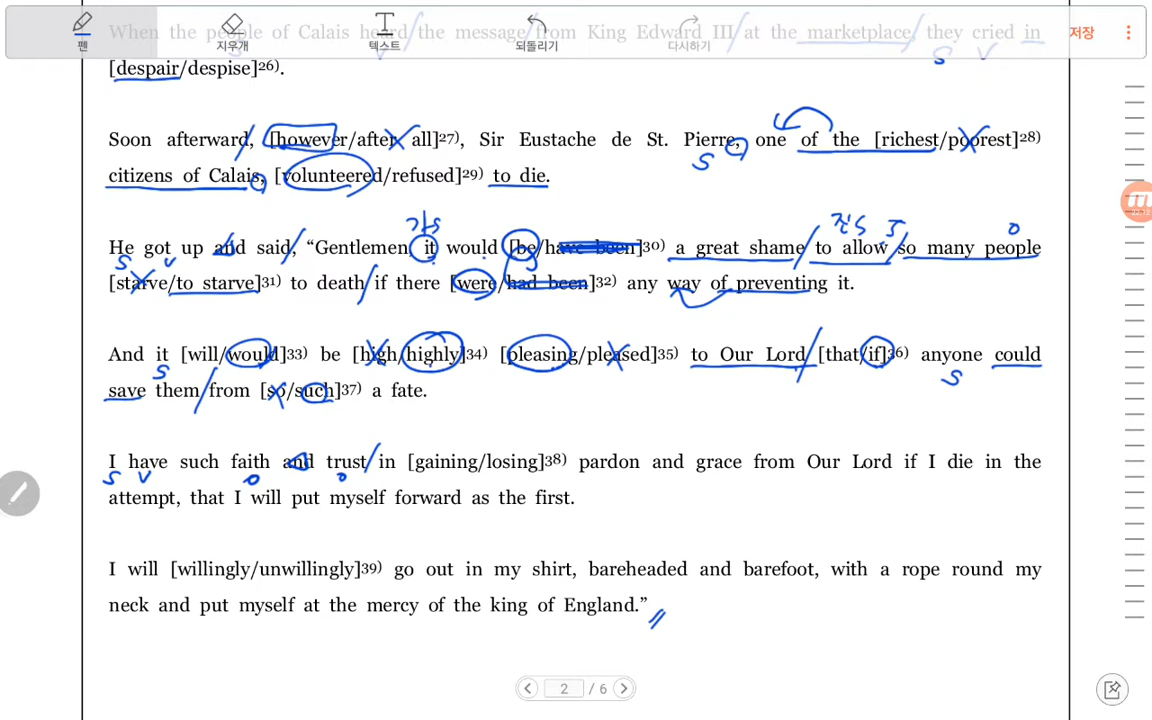 When the people of Calais heard the message from King Edward III at the marketplace, they cried in
펜 지우개 텍스트 되돌리기 다시하기 저장
S V
[despair/despise]26).
Soon afterward, [however/after all]27), Sir Eustache de St. Pierre, one of the [richest/poorest]28)
S
citizens of Calais, [volunteered/refused]29) to die.
가S 진S
He got up and said, “Gentlemen, it would [be/have been]30) a great shame to allow so many people
S V O
[starve/to starve]31) to death if there [were/had been]32) any way of preventing it.
And it [will/would]33) be [high/highly]34) [pleasing/pleased]35) to Our Lord [that/if]36) anyone could
S S
save them from [so/such]37) a fate.
I have such faith and trust in [gaining/losing]38) pardon and grace from Our Lord if I die in the
S V O O
attempt, that I will put myself forward as the first.
I will [willingly/unwillingly]39) go out in my shirt, bareheaded and barefoot, with a rope round my
neck and put myself at the mercy of the king of England.”
2 / 6